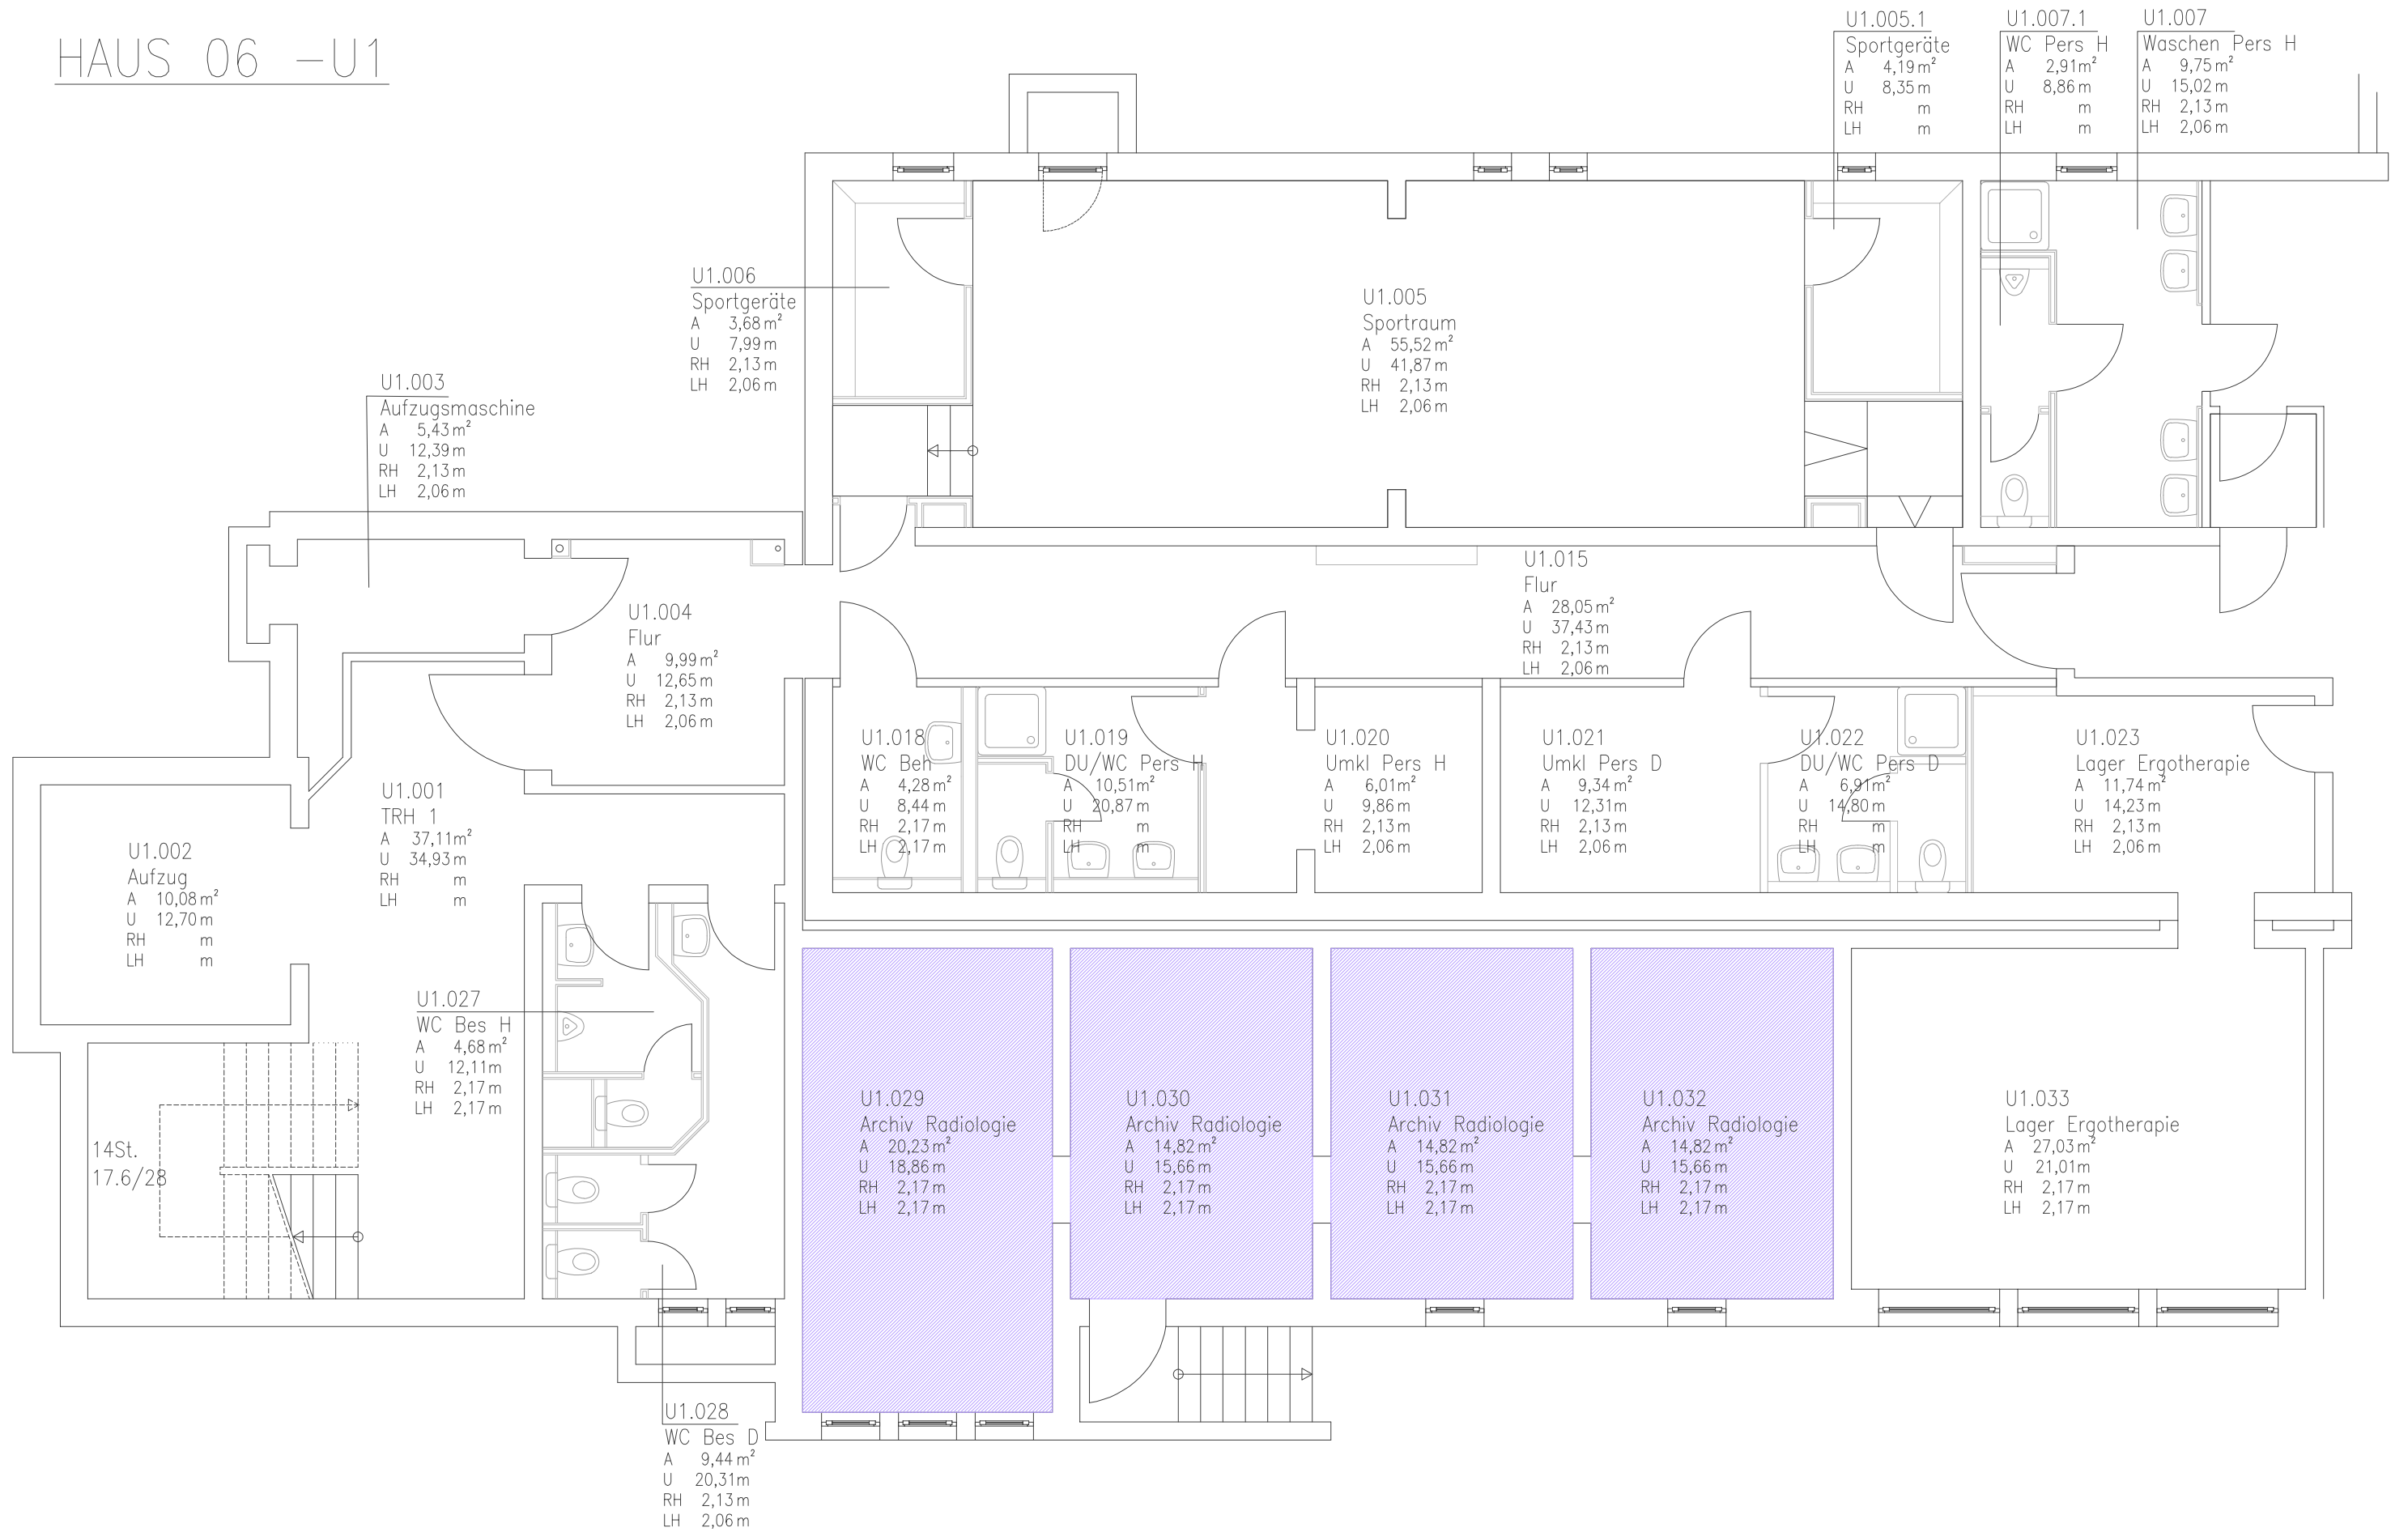 HAUS 06 -U1
U1.005.1
Sportgeräte
A 4,19 m²
U 8,35 m
RH m
LH m
U1.007.1
WC Pers H
A 2,91m²
U 8,86 m
RH m
LH m
U1.007
Waschen Pers H
A 9,75 m²
U 15,02 m
RH 2,13 m
LH 2,06 m
U1.006
Sportgeräte
A 3,68 m²
U 7,99 m
RH 2,13 m
LH 2,06 m
U1.005
Sportraum
A 55,52 m²
U 41,87 m
RH 2,13 m
LH 2,06 m
U1.003
Aufzugsmaschine
A 5,43 m²
U 12,39 m
RH 2,13 m
LH 2,06 m
U1.004
Flur
A 9,99 m²
U 12,65 m
RH 2,13 m
LH 2,06 m
U1.015
Flur
A 28,05 m²
U 37,43 m
RH 2,13 m
LH 2,06 m
U1.018
WC Beh
A 4,28 m²
U 8,44 m
RH 2,17 m
LH 2,17 m
U1.019
DU/WC Pers H
A 10,51m²
U 20,87 m
RH m
LH m
U1.020
Umkl Pers H
A 6,01m²
U 9,86 m
RH 2,13 m
LH 2,06 m
U1.021
Umkl Pers D
A 9,34 m²
U 12,31 m
RH 2,13 m
LH 2,06 m
U1.022
DU/WC Pers D
A 6,91m²
U 14,80 m
RH m
LH m
U1.023
Lager Ergotherapie
A 11,74 m²
U 14,23 m
RH 2,13 m
LH 2,06 m
U1.001
TRH 1
A 37,11m²
U 34,93 m
RH m
LH m
U1.002
Aufzug
A 10,08 m²
U 12,70 m
RH m
LH m
U1.027
WC Bes H
A 4,68 m²
U 12,11m
RH 2,17 m
LH 2,17 m
14St.
17.6/28
U1.029
Archiv Radiologie
A 20,23 m²
U 18,86 m
RH 2,17 m
LH 2,17 m
U1.030
Archiv Radiologie
A 14,82 m²
U 15,66 m
RH 2,17 m
LH 2,17 m
U1.031
Archiv Radiologie
A 14,82 m²
U 15,66 m
RH 2,17 m
LH 2,17 m
U1.032
Archiv Radiologie
A 14,82 m²
U 15,66 m
RH 2,17 m
LH 2,17 m
U1.033
Lager Ergotherapie
A 27,03 m²
U 21,01m
RH 2,17 m
LH 2,17 m
U1.028
WC Bes D
A 9,44 m²
U 20,31m
RH 2,13 m
LH 2,06 m